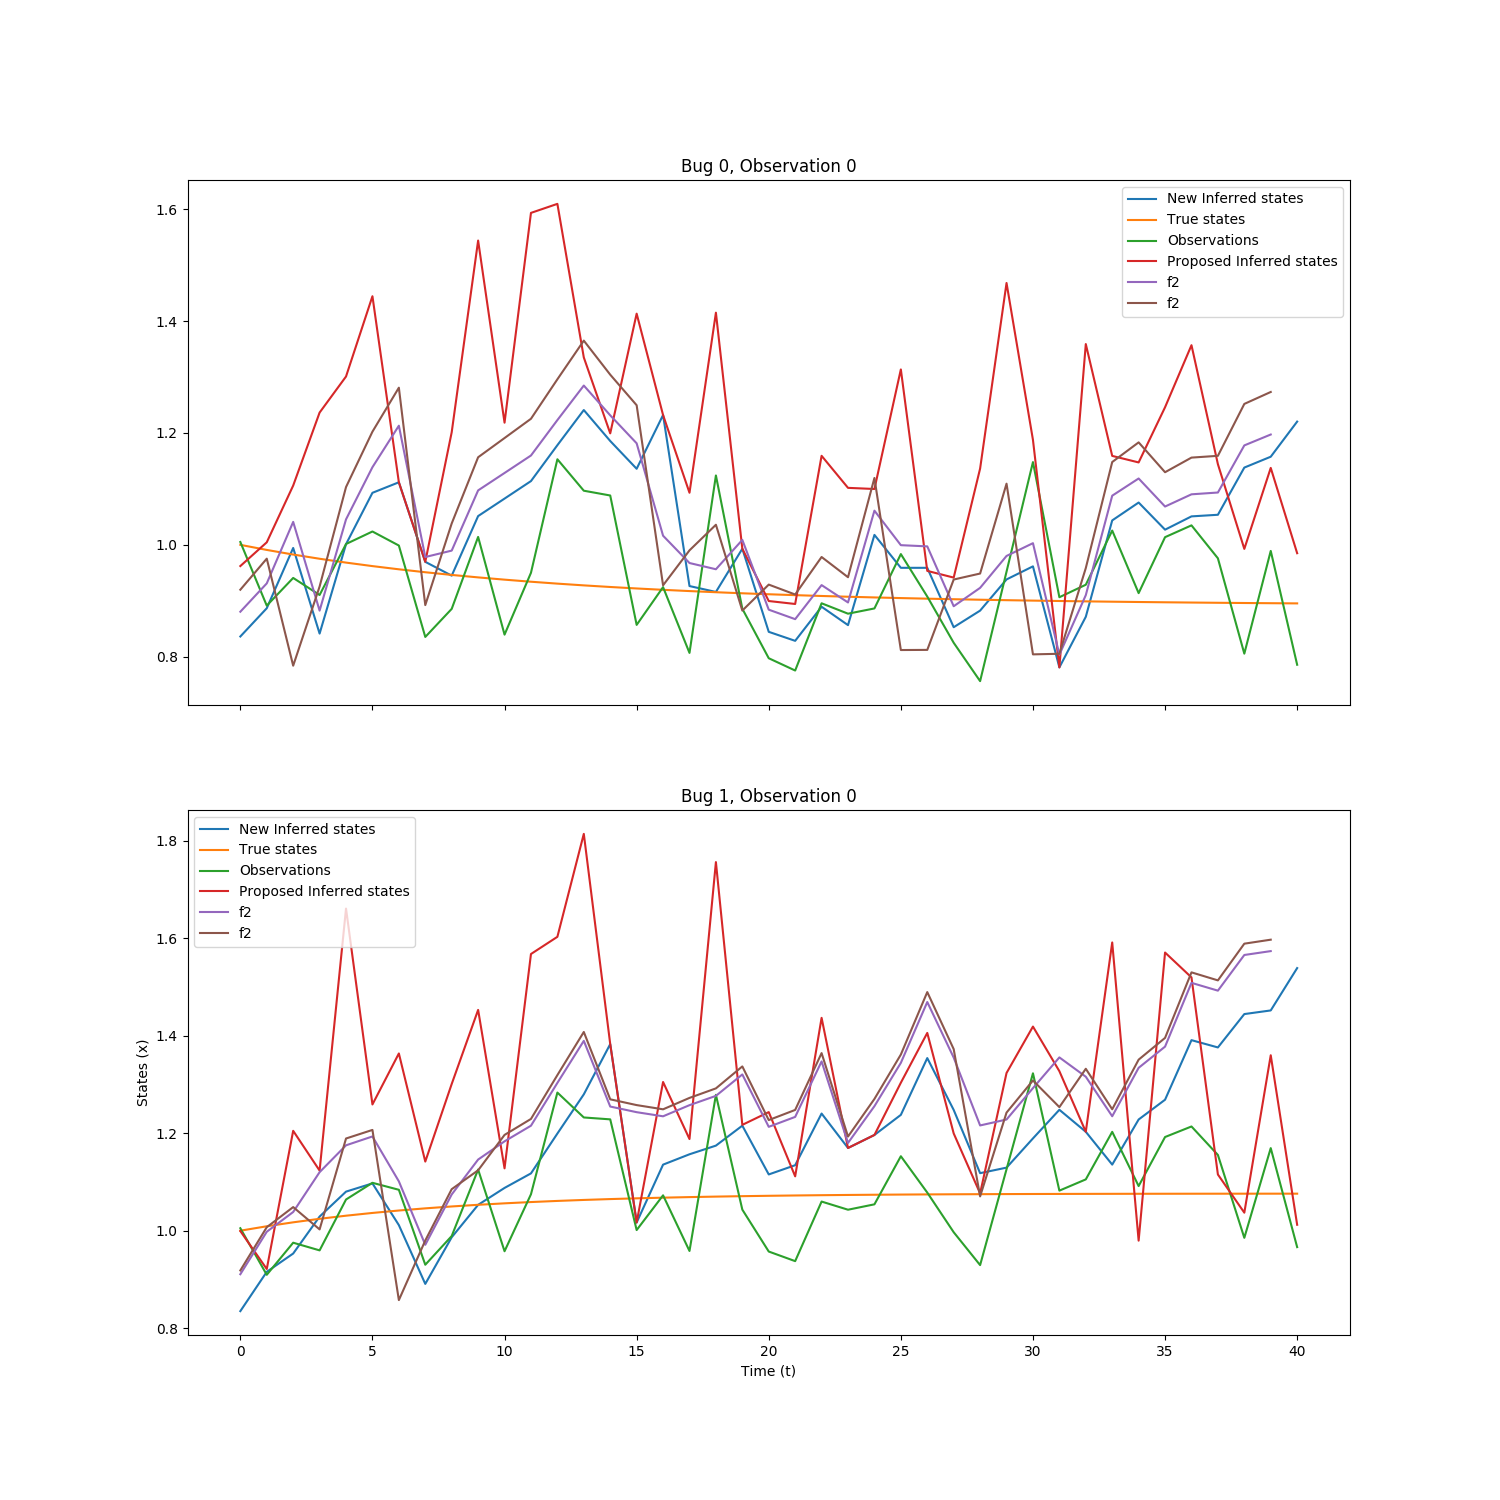 Bug 0, Observation 0
1.6
1.4
1.2
1.0
0.8
New Inferred states
True states
Observations
Proposed Inferred states
f2
f2
Bug 1, Observation 0
States (x)
1.8
1.6
1.4
1.2
1.0
0.8
New Inferred states
True states
Observations
Proposed Inferred states
f2
f2
0 5 10 15 20 25 30 35 40
Time (t)